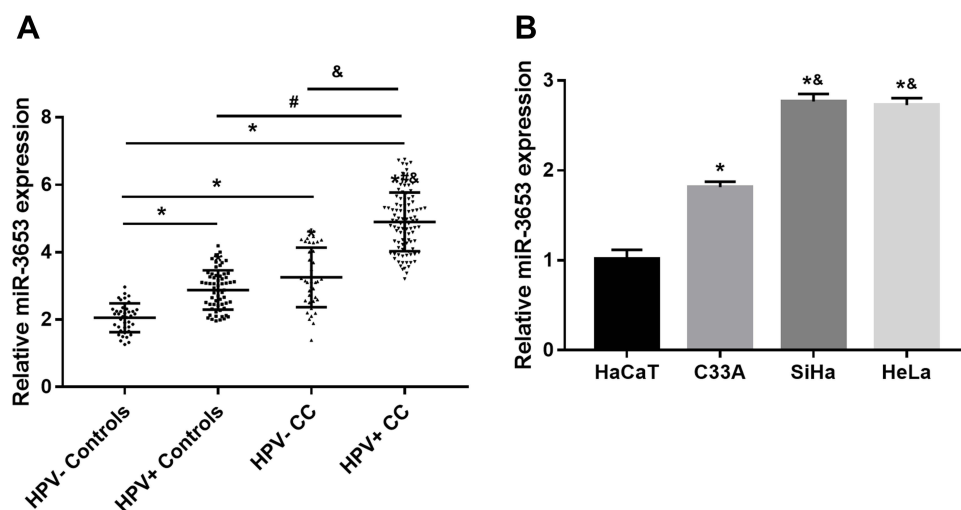 A
Relative miR-3653 expression
8
6
4
2
0
&
#
*
*
*
*
*#&
HPV- Controls
HPV+ Controls
HPV- CC
HPV+ CC
B
Relative miR-3653 expression
3
2
1
0
*
*&
*&
HaCaT
C33A
SiHa
HeLa